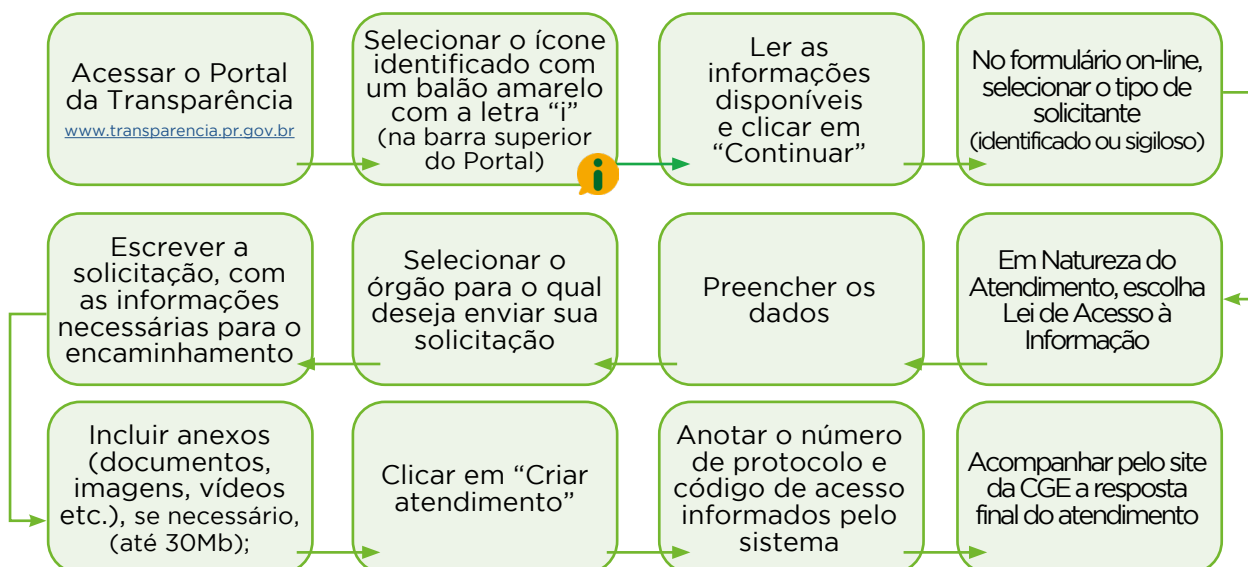 Acessar o Portal
da Transparência
www.transparencia.pr.gov.br
Selecionar o ícone
identificado com
um balão amarelo
com a letra “i”
(na barra superior
do Portal)
i
Ler as
informações
disponíveis
e clicar em
“Continuar”
No formulário on-line,
selecionar o tipo de
solicitante
(identificado ou sigiloso)
Em Natureza do
Atendimento, escolha
Lei de Acesso à
Informação
Preencher os
dados
Selecionar o
órgão para o qual
deseja enviar sua
solicitação
Escrever a
solicitação, com
as informações
necessárias para o
encaminhamento
Incluir anexos
(documentos,
imagens, vídeos
etc.), se necessário,
(até 30Mb);
Clicar em “Criar
atendimento”
Anotar o número
de protocolo e
código de acesso
informados pelo
sistema
Acompanhar pelo site
da CGE a resposta
final do atendimento